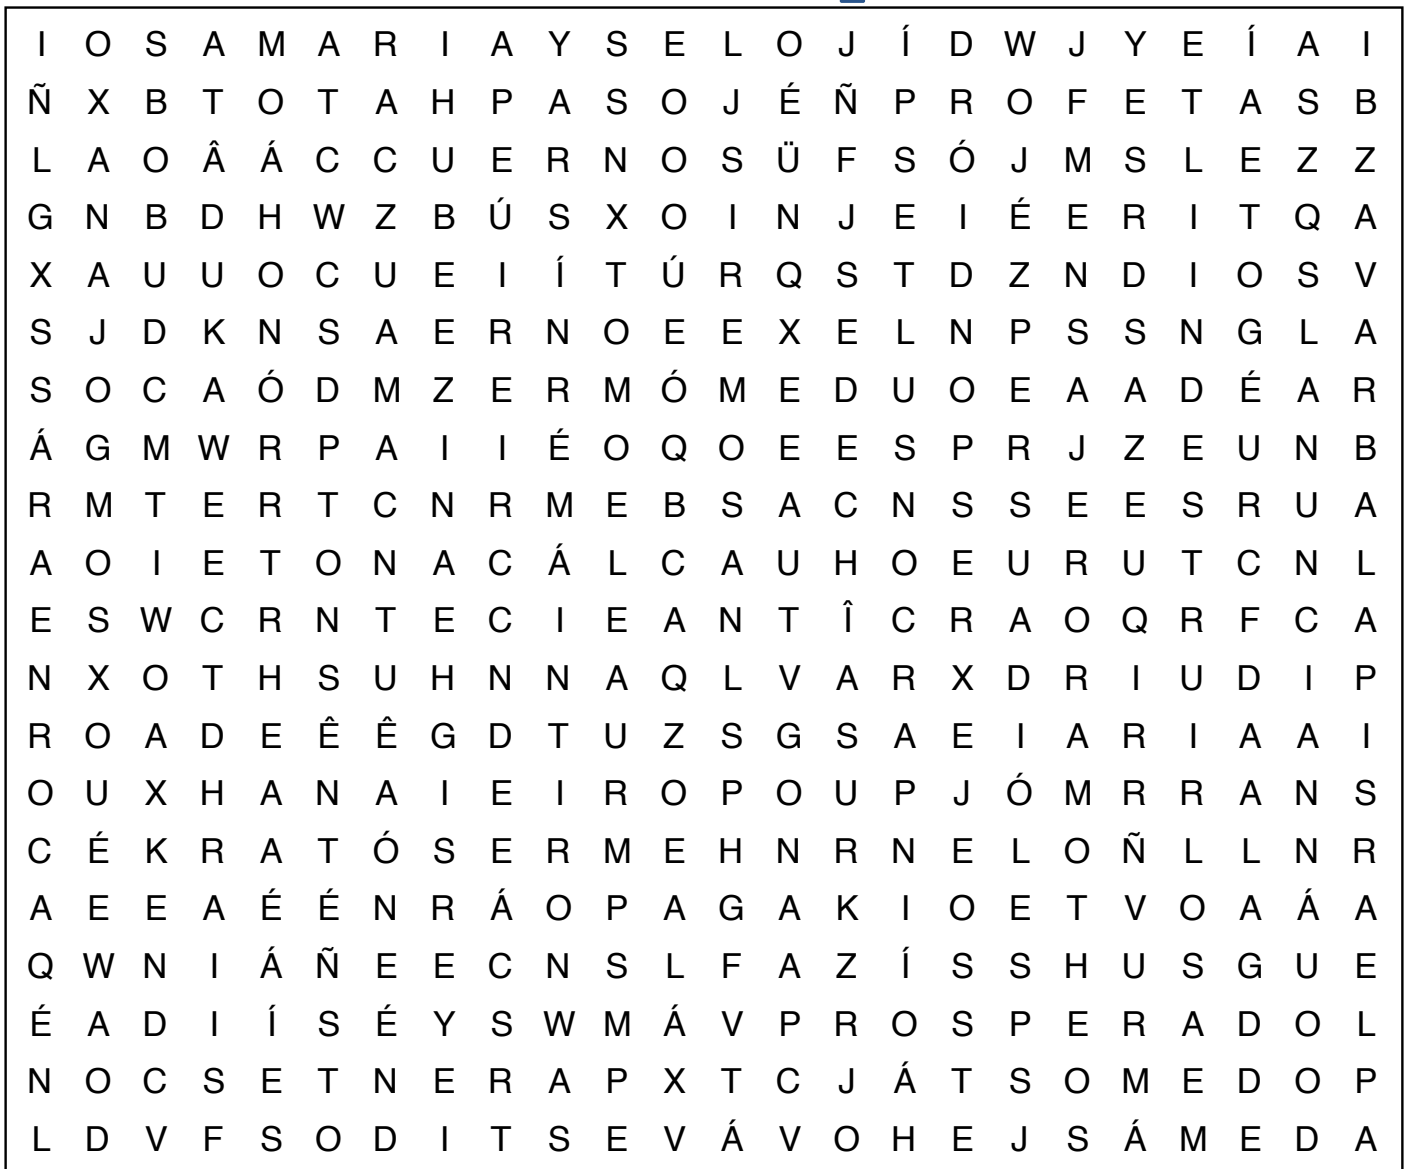 I O S A M A R I A Y S E L O J Í D W J Y E Í A I
Ñ X B T O T A H P A S O J É Ñ P R O F E T A S B
L A O Â Á C C U E R N O S Ü F S Ó J M S L E Z Z
G N B D H W Z B Ú S X O I N J E I É E R I T Q A
X A U U O C U E I Í T Ú R Q S T D Z N D I O S V
S J D K N S A E R N O E E X E L N P S S N G L A
S O C A Ó D M Z E R M Ó M E D U O E A A D É A R
Á G M W R P A I I É O Q O E E S P R J Z E U N B
R M T E R T C N R M E B S A C N S S E E S R U A
A O I E T O N A C Á L C A U H O E U R U T C N L
E S W C R N T E C I E A N T Î C R A O Q R F C A
N X O T H S U H N N A Q L V A R X D R I U D I P
R O A D E Ê Ê G D T U Z S G S A E I A R I A A I
O U X H A N A I E I R O P O U P J Ó M R R A N S
C É K R A T Ó S E R M E H N R N E L O Ñ L L N R
A E E A É É N R Á O P A G A K I O E T V O A Á A
Q W N I Á Ñ E E C N S L F A Z Í S S H U S G U E
É A D I Í S É Y S W M Á V P R O S P E R A D O L
N O C S E T N E R A P X T C J Á T S O M E D O P
L D V F S O D I T S E V Á V O H E J S Á M E D A